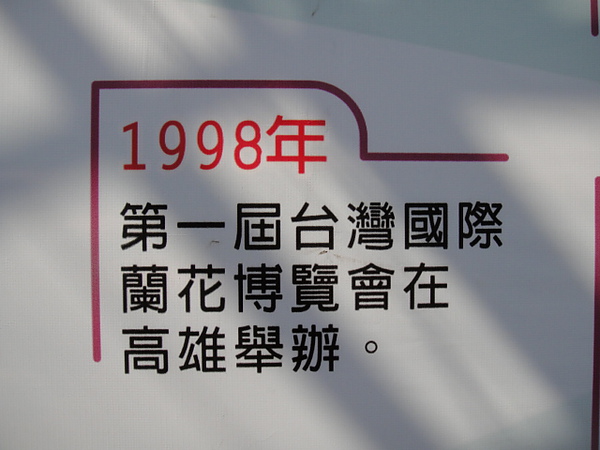 1998年
第一屆台灣國際
蘭花博覽會在
高雄舉辦。